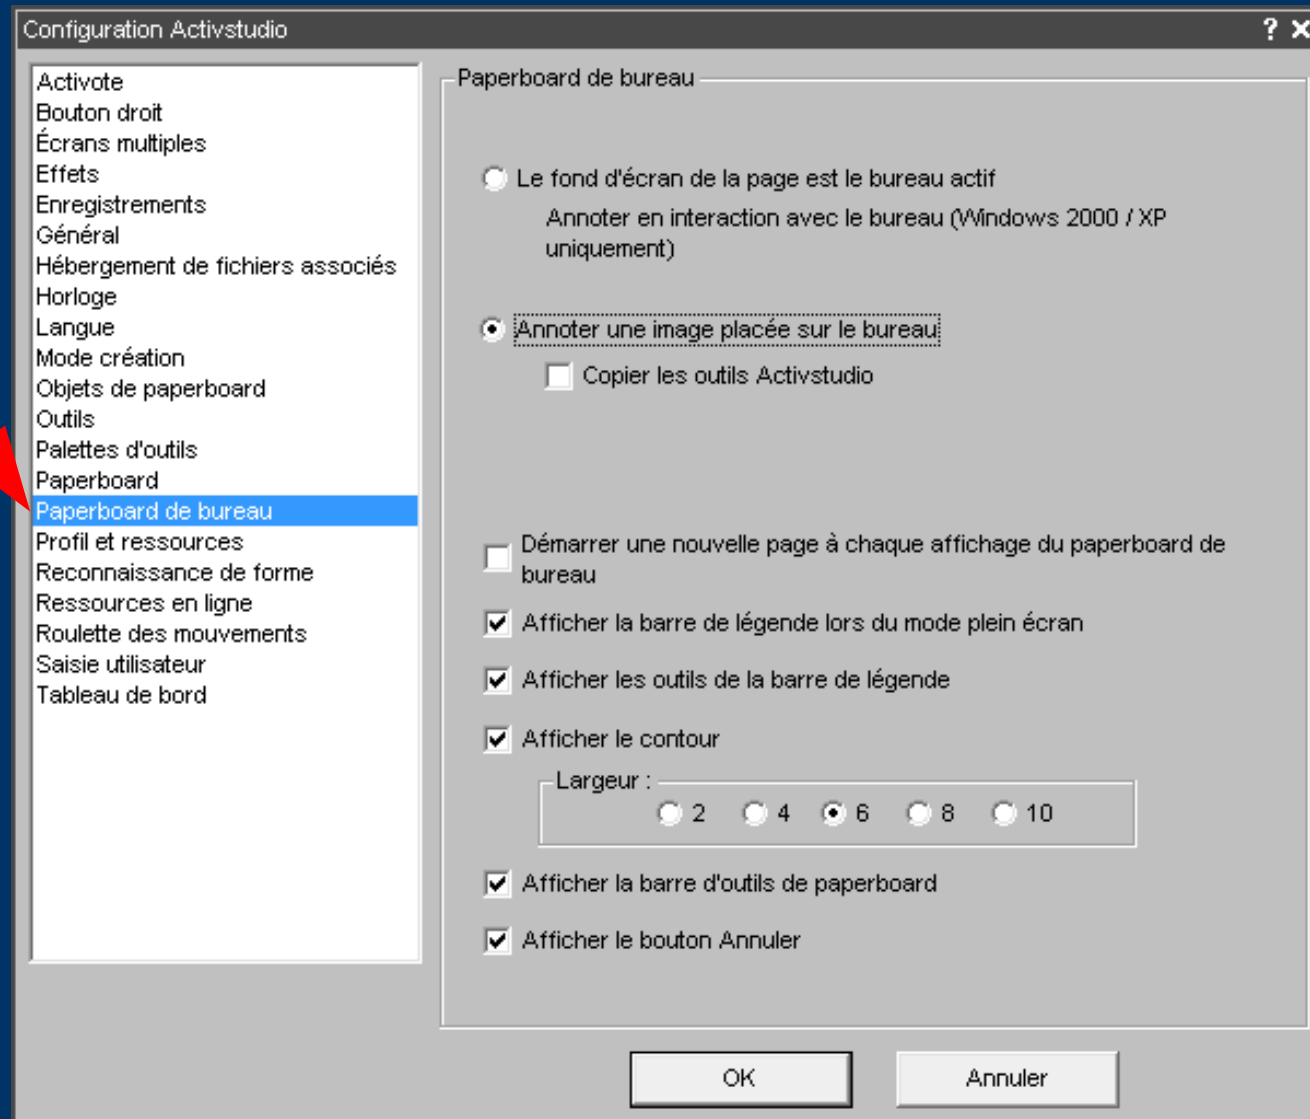 Configuration Activstudio
Activote
Bouton droit
Écrans multiples
Effets
Enregistrements
Général
Hébergement de fichiers associés
Horloge
Langue
Mode création
Objets de paperboard
Outils
Palettes d'outils
Paperboard
Paperboard de bureau
Profil et ressources
Reconnaissance de forme
Ressources en ligne
Roulette des mouvements
Saisie utilisateur
Tableau de bord
Paperboard de bureau
Le fond d'écran de la page est le bureau actif
Annoter en interaction avec le bureau (Windows 2000 / XP
uniquement)
Annoter une image placée sur le bureau
Copier les outils Activstudio
Démarrer une nouvelle page à chaque affichage du paperboard de
bureau
Afficher la barre de légende lors du mode plein écran
Afficher les outils de la barre de légende
Afficher le contour
Largeur :
2 4 6 8 10
Afficher la barre d'outils de paperboard
Afficher le bouton Annuler
OK Annuler